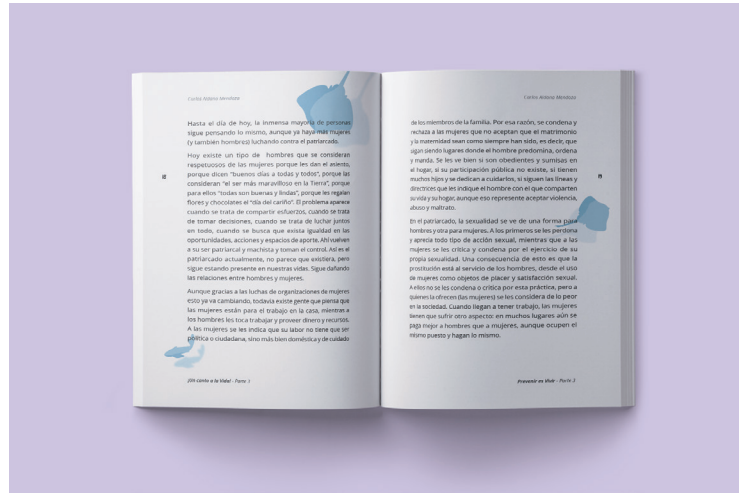 Carlos Aldana Mendoza
Hasta el día de hoy, la inmensa mayoría de personas
sigue pensando lo mismo, aunque ya haya más mujeres
(y también hombres) luchando contra el patriarcado.
Hoy existe un tipo de hombres que se consideran
respetuosos de las mujeres porque les dan el asiento,
porque dicen "buenos días a todas y todos", porque las
consideran "el ser más maravilloso en la Tierra", porque
para ellos "todas son buenas y lindas", porque les regalan
flores y chocolates el "día del cariño". El problema aparece
cuando se trata de compartir esfuerzos, cuando se trata
de tomar decisiones, cuando se trata de luchar juntos
en todo, cuando se busca que exista igualdad en las
oportunidades, acciones y espacios de aporte. Ahí vuelven
a su ser patriarcal y machista y toman el control. Así es al
patriarcado actualmente, no parece que existiera, pero
sigue estando presente en nuestras vidas. Sigue dañando
las relaciones entre hombres y mujeres.
Aunque gracias a las luchas de organizaciones de mujeres
esto ya va cambiando, todavía existe gente que piensa que
las mujeres están para el trabajo en la casa, mientras a
los hombres les toca trabajar y proveer dinero y recursos.
A las mujeres se les indica que su labor no tiene que ser
política o ciudadana, sino más bien doméstica y de cuidado
¡Un canto a la Vida! - Parte 3
Carlos Aldana Mendoza
de los miembros de la familia. Por esa razón, se condena y
rechaza a las mujeres que no aceptan que el matrimonio
y la maternidad sean como siempre han sido, es decir, que
sigan siendo lugares donde el hombre predomina, ordena
y manda. Se les ve bien si son obedientes y sumisas en
el hogar, si su participación pública no existe, si tienen
muchos hijos y se dedican a cuidarlos, si siguen las líneas y
directrices que les indique el hombre con el que comparten
su vida y su hogar, aunque eso represente aceptar violencia,
abuso y maltrato.
En el patriarcado, la sexualidad se ve de una forma para
hombres y otra para mujeres. A los primeros se les perdona
y aprecia todo tipo de acción sexual, mientras que a las
mujeres se les critica y condena por el ejercicio de su
propia sexualidad. Una consecuencia de esto es que la
prostitución está al servicio de los hombres, desde el uso
de mujeres como objetos de placer y satisfacción sexual.
A ellos no se les condena o critica por esta práctica, pero a
quienes la ofrecen (las mujeres) se les considera de lo peor
en la sociedad. Cuando llegan a tener trabajo, las mujeres
tienen que sufrir otro aspecto: en muchos lugares aún se
paga mejor a hombres que a mujeres, aunque ocupen el
mismo puesto y hagan lo mismo.
Prevenir es Vivir - Parte 3